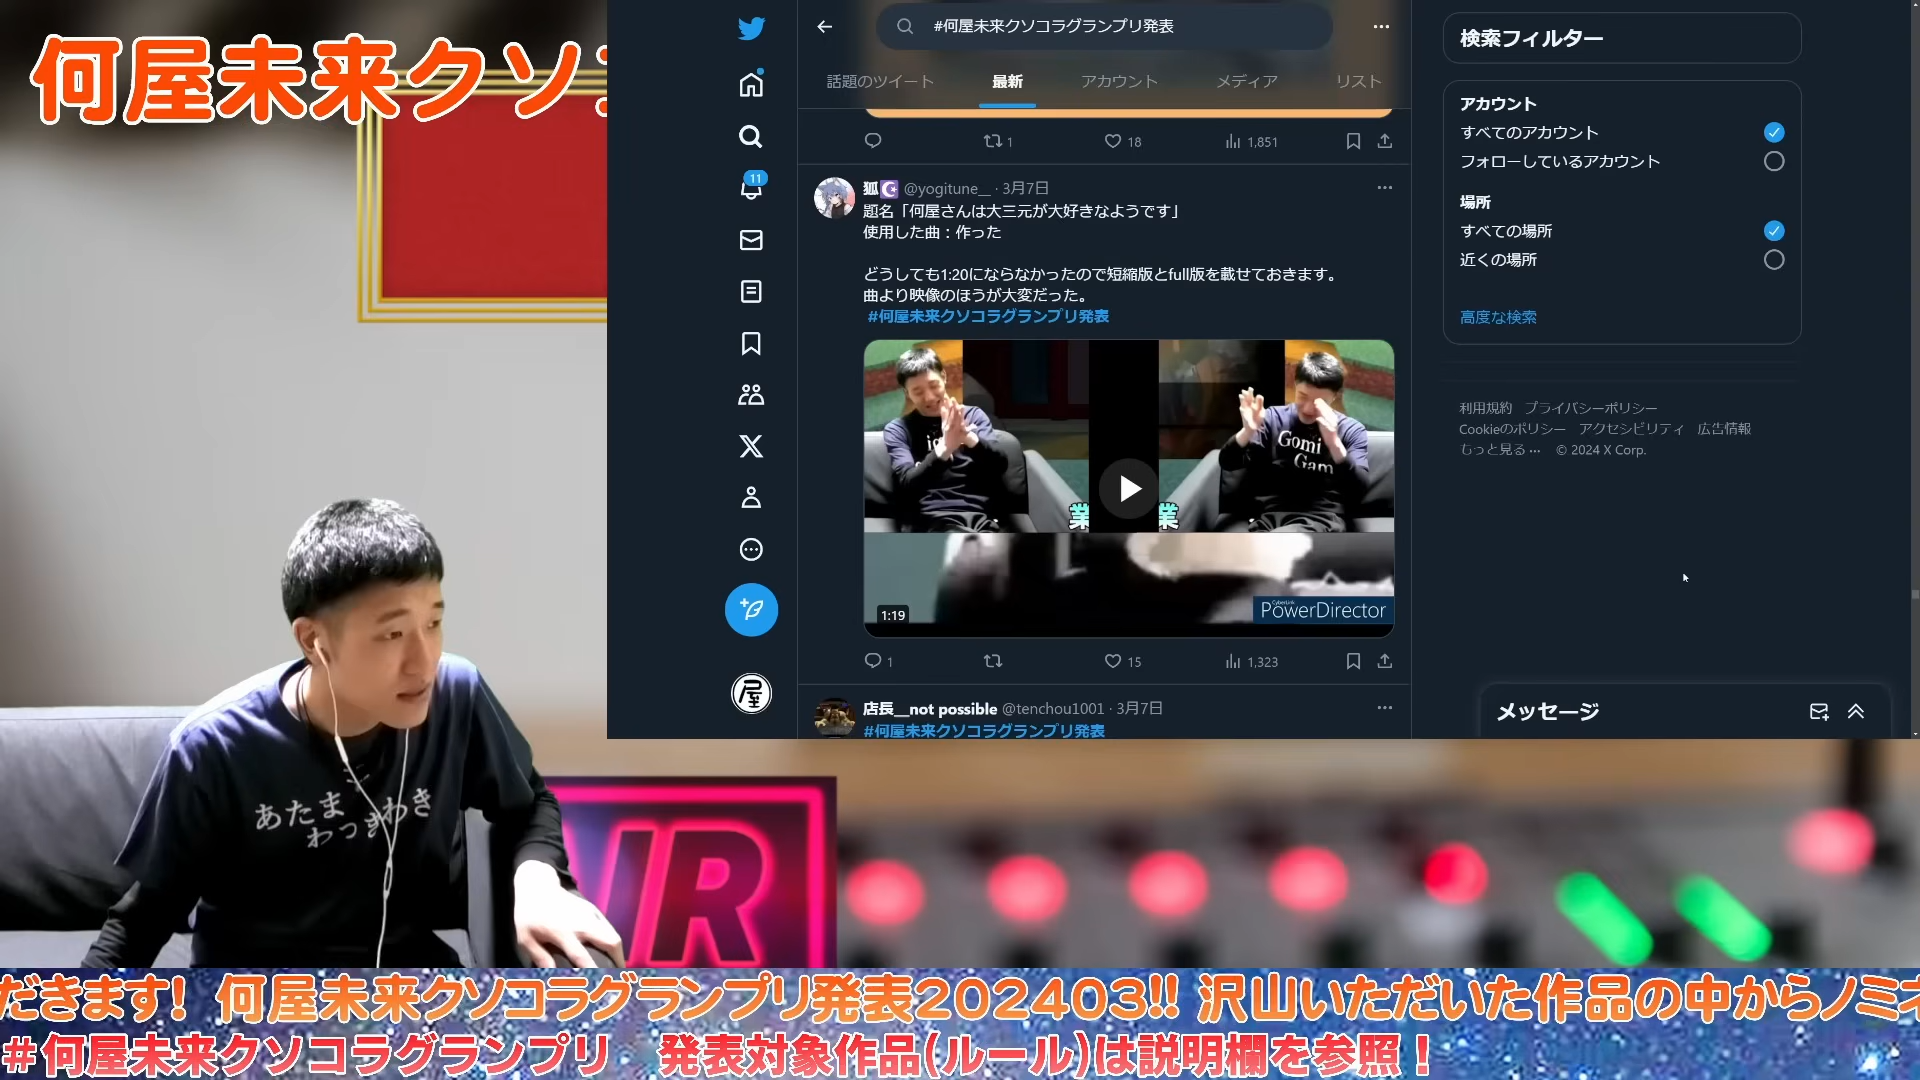 何屋未来クソ
#何屋未来クソコラグランプリ発表
話題のツイート
最新
アカウント
メディア
リスト
1
18
1,851
11
狐 @yogitune__ · 3月7日
題名「何屋さんは大三元が大好きなようです」
使用した曲：作った
どうしても1:20にならなかったので短縮版とfull版を載せておきます。
曲より映像のほうが大変だった。
#何屋未来クソコラグランプリ発表
Gomi
Gam
業
業
1:19
CyberLink
PowerDirector
1
15
1,323
店長__not possible @tenchou1001 · 3月7日
#何屋未来クソコラグランプリ発表
屋
検索フィルター
アカウント
すべてのアカウント
フォローしているアカウント
場所
すべての場所
近くの場所
高度な検索
利用規約 プライバシーポリシー
Cookieのポリシー アクセシビリティ 広告情報
もっと見る ··· © 2024 X Corp.
メッセージ
あたま
わっきわき
だきます! 何屋未来クソコラグランプリ発表202403!! 沢山いただいた作品の中からノミネ
#何屋未来クソコラグランプリ 発表対象作品(ルール)は説明欄を参照！